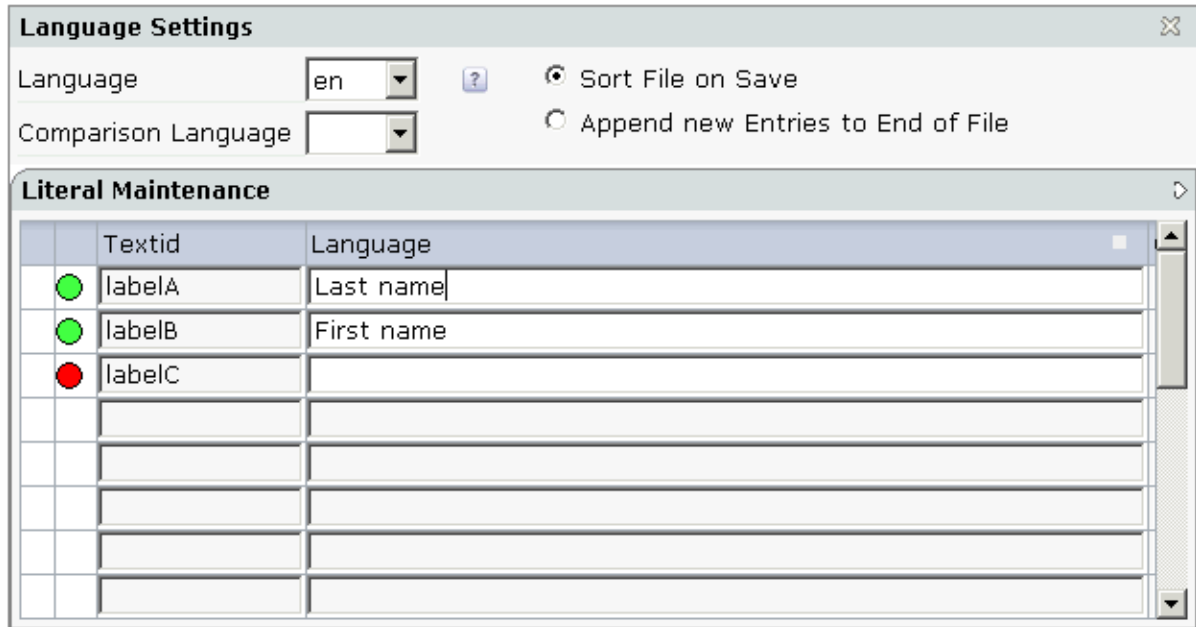 Language Settings
Language en ? Sort File on Save
Comparison Language Append new Entries to End of File
Literal Maintenance
Textid Language
labelA Last name
labelB First name
labelC